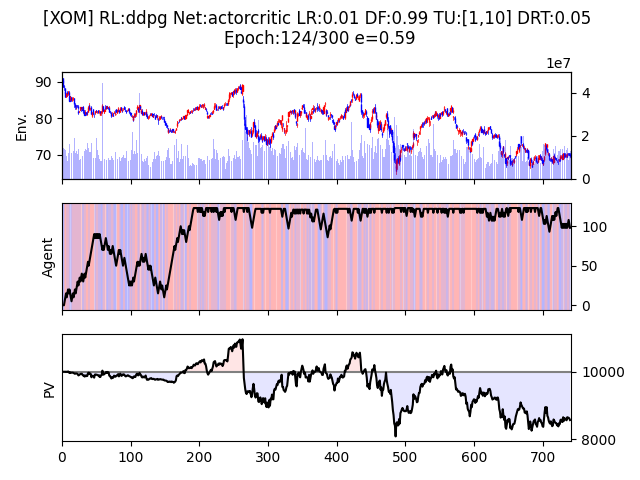 [XOM] RL:ddpg Net:actorcritic LR:0.01 DF:0.99 TU:[1,10] DRT:0.05
Epoch:124/300 e=0.59
1e7
90
80
70
Env.
4
2
0
Agent
100
50
0
PV
10000
8000
0 100 200 300 400 500 600 700